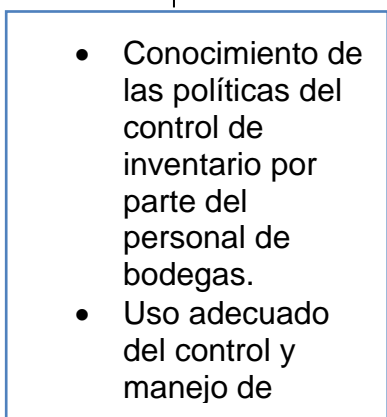 • Conocimiento de
las políticas del
control de
inventario por
parte del
personal de
bodegas.
• Uso adecuado
del control y
manejo de